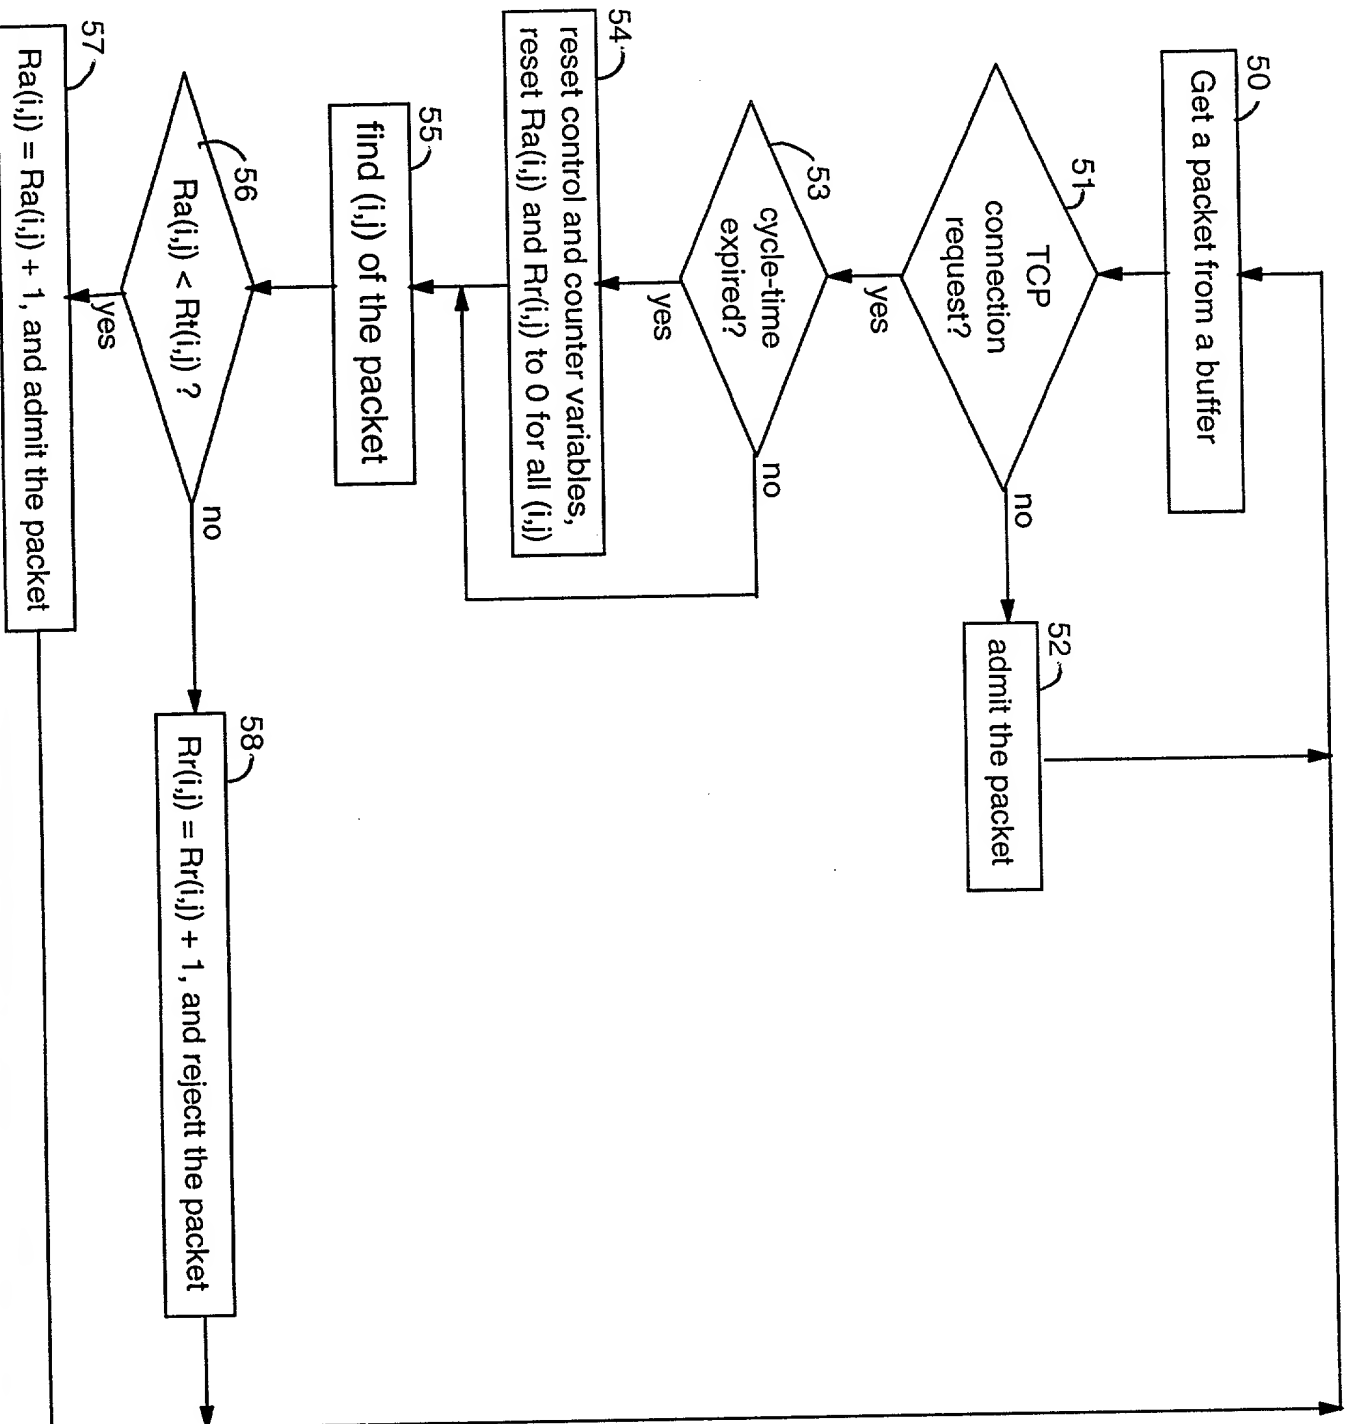 50
Get a packet from a buffer
51
TCP
connection
request?
no
yes
52
admit the packet
53
cycle-time
expired?
no
yes
54
reset control and counter variables,
reset Ra(i,j) and Rr(i,j) to 0 for all (i,j)
55
find (i,j) of the packet
56
Ra(i,j) < Rt(i,j) ?
no
yes
58
Rr(i,j) = Rr(i,j) + 1, and rejectt the packet
57
Ra(i,j) = Ra(i,j) + 1, and admit the packet